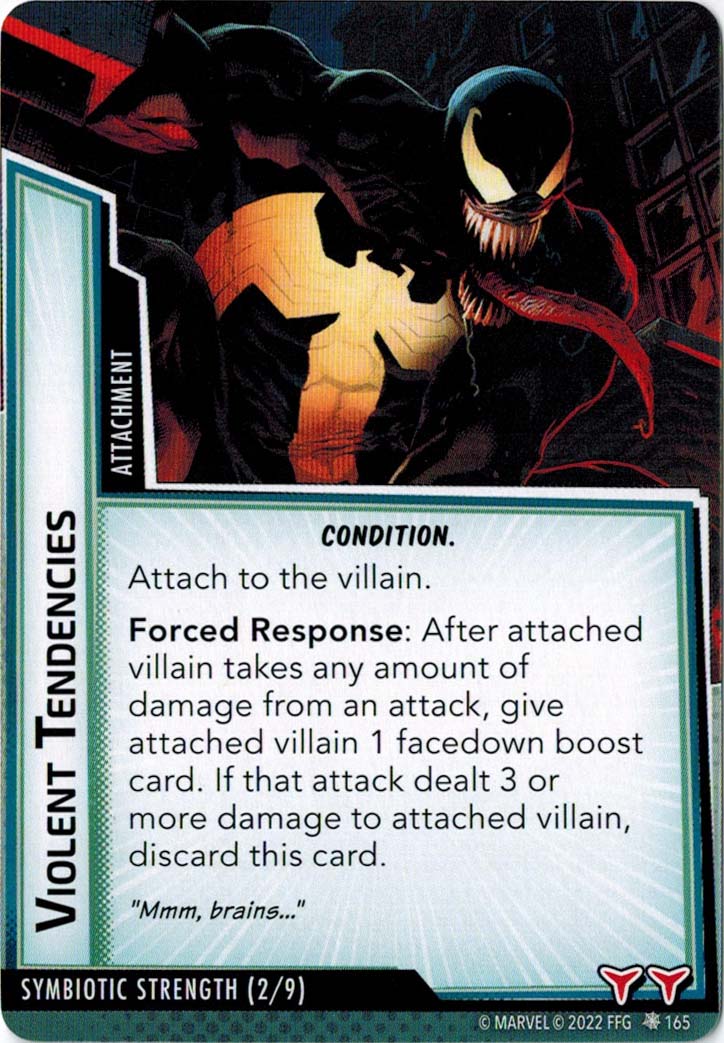 ATTACHMENT
VIOLENT TENDENCIES
CONDITION.
Attach to the villain.
Forced Response: After attached
villain takes any amount of
damage from an attack, give
attached villain 1 facedown boost
card. If that attack dealt 3 or
more damage to attached villain,
discard this card.
"Mmm, brains..."
SYMBIOTIC STRENGTH (2/9)
© MARVEL © 2022 FFG 165